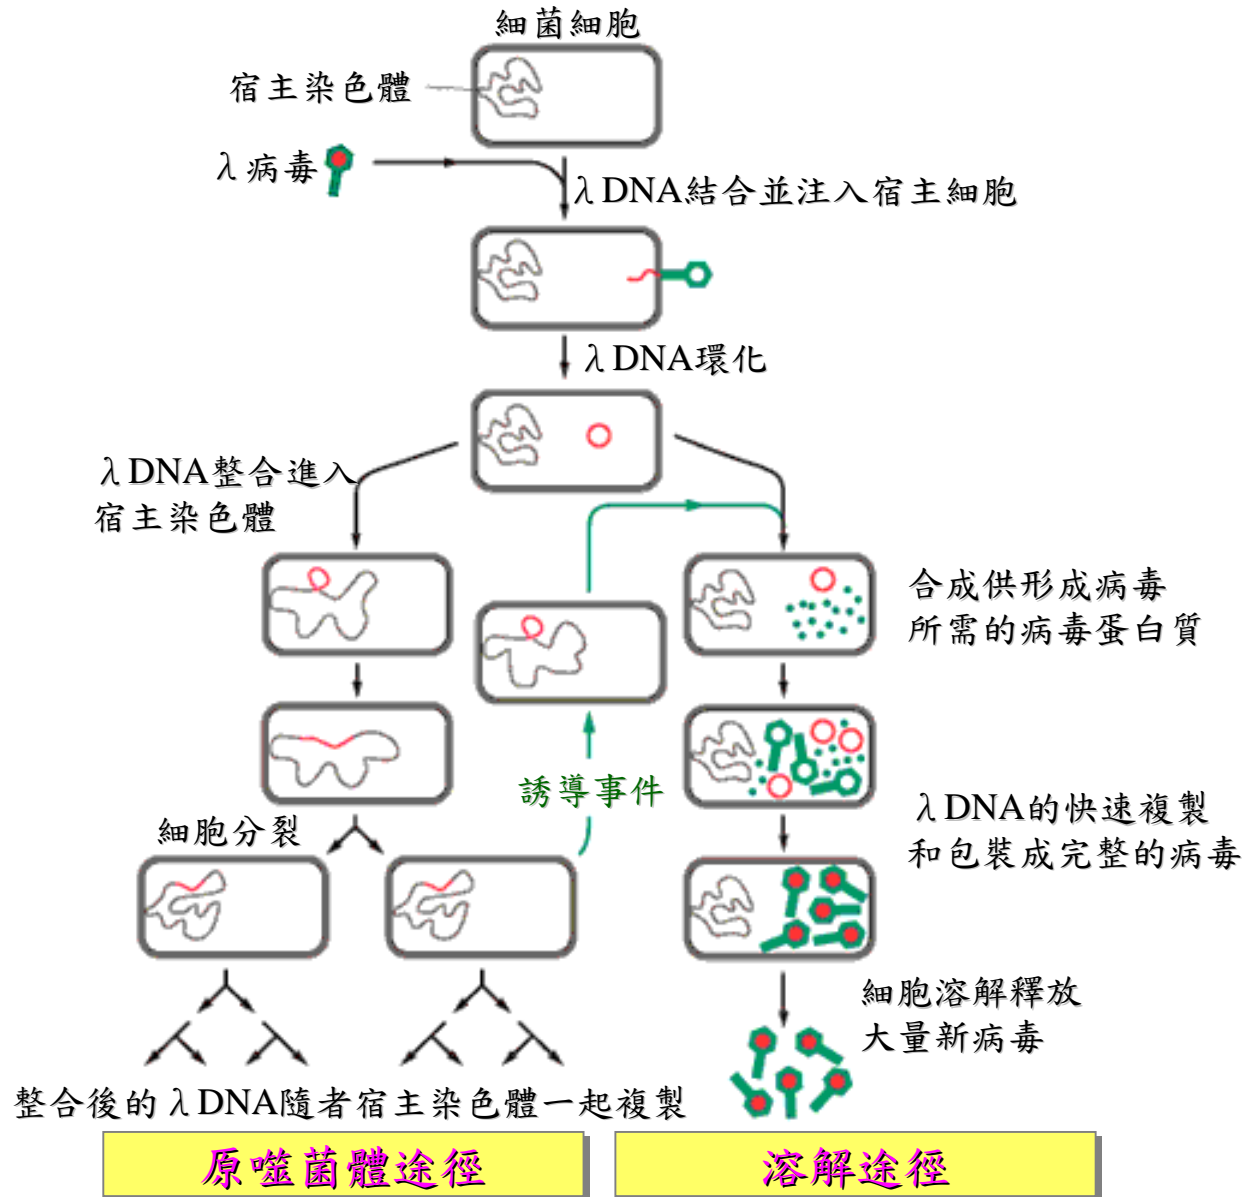 細菌細胞
宿主染色體
λ病毒
λDNA結合並注入宿主細胞
λDNA環化
λDNA整合進入
宿主染色體
合成供形成病毒
所需的病毒蛋白質
誘導事件
λDNA的快速複製
和包裝成完整的病毒
細胞分裂
細胞溶解釋放
大量新病毒
整合後的λDNA隨者宿主染色體一起複製
原噬菌體途徑
溶解途徑